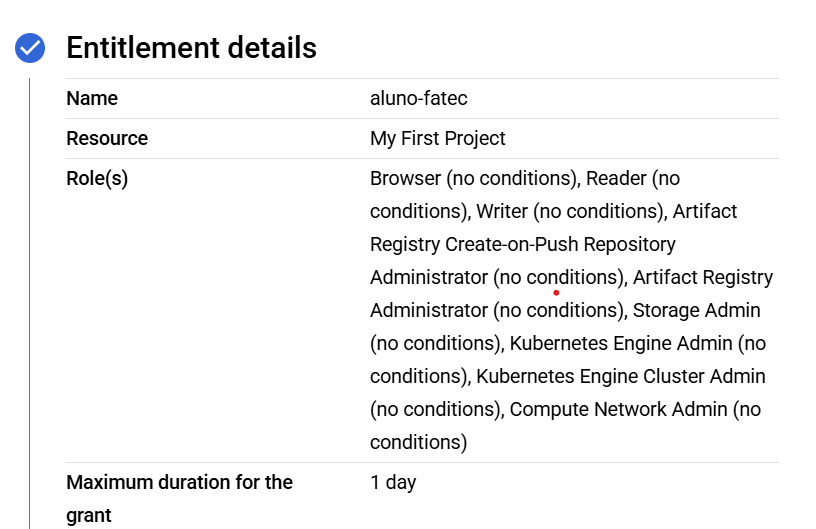 Entitlement details
Name
aluno-fatec
Resource
My First Project
Role(s)
Browser (no conditions), Reader (no
conditions), Writer (no conditions), Artifact
Registry Create-on-Push Repository
Administrator (no conditions), Artifact Registry
Administrator (no conditions), Storage Admin
(no conditions), Kubernetes Engine Admin (no
conditions), Kubernetes Engine Cluster Admin
(no conditions), Compute Network Admin (no
conditions)
Maximum duration for the
grant
1 day